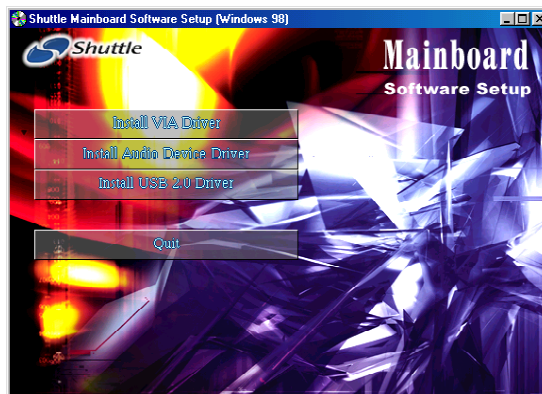 Shuttle Mainboard Software Setup (Windows 98)
Shuttle
Mainboard
Software Setup
Install VIA Driver
Install Audio Device Driver
Install USB 2.0 Driver
Quit